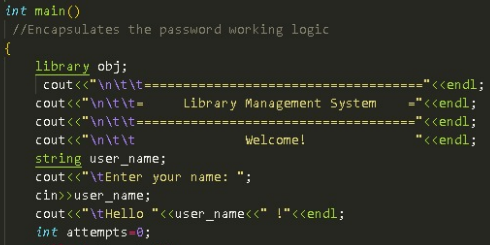 int main()
//Encapsulates the password working logic
{
library obj;
cout<<"\n\t\t===================================="<<endl;
cout<<"\n\t\t=      Library Management System    ="<<endl;
cout<<"\n\t\t===================================="<<endl;
cout<<"\n\t\t              Welcome!              "<<endl;
string user_name;
cout<<"\tEnter your name: ";
cin>>user_name;
cout<<"\tHello "<<user_name<<" !"<<endl;
int attempts=0;